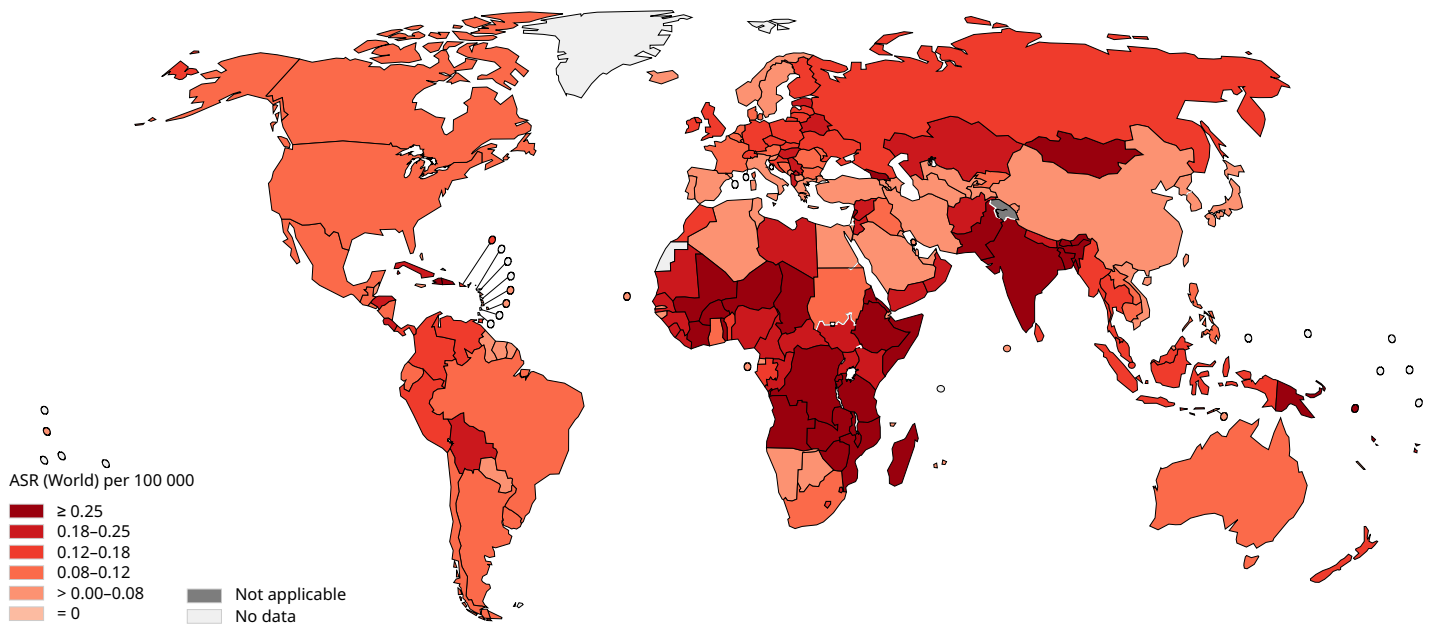 ASR (World) per 100 000
≥ 0.25
0.18–0.25
0.12–0.18
0.08–0.12
> 0.00–0.08
= 0
Not applicable
No data